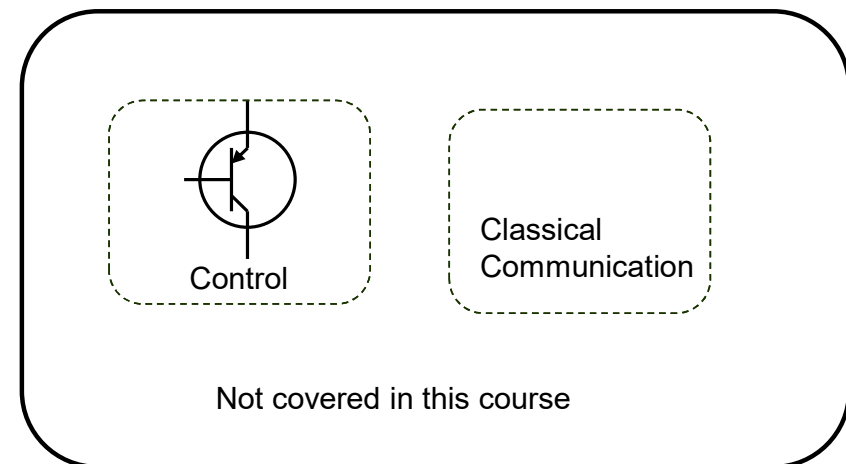 Control
Classical
Communication
Not covered in this course